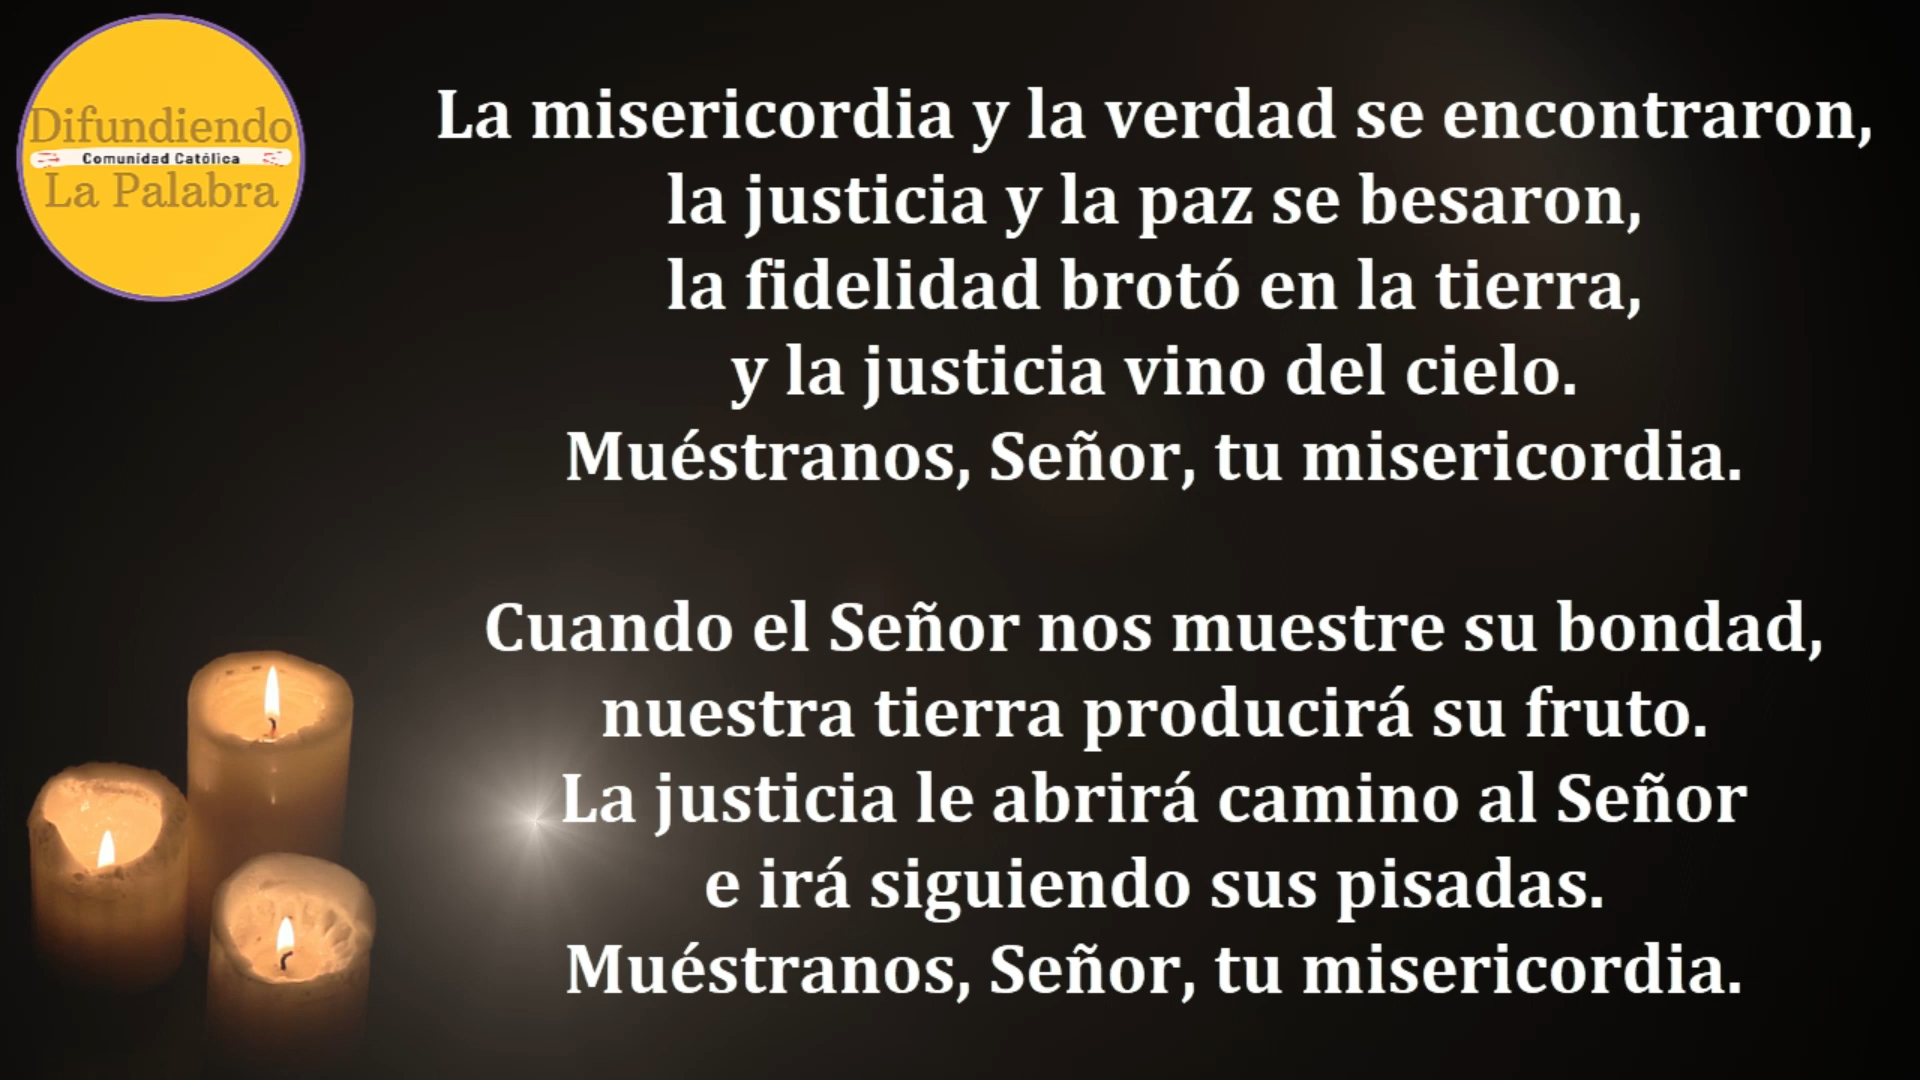 Difundiendo
Comunidad Católica
La Palabra
La misericordia y la verdad se encontraron,
la justicia y la paz se besaron,
la fidelidad brotó en la tierra,
y la justicia vino del cielo.
Muéstranos, Señor, tu misericordia.
Cuando el Señor nos muestre su bondad,
nuestra tierra producirá su fruto.
La justicia le abrirá camino al Señor
e irá siguiendo sus pisadas.
Muéstranos, Señor, tu misericordia.